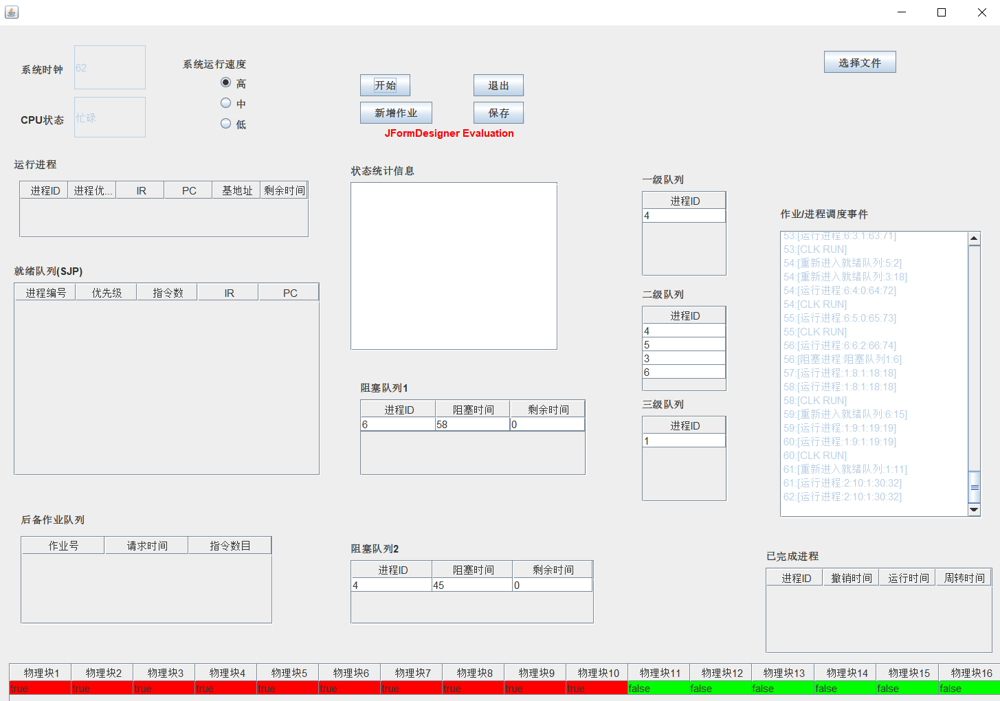 系统时钟
62
系统运行速度
高
中
低
CPU状态
忙碌
开始
退出
新增作业
保存
JFormDesigner Evaluation
选择文件
运行进程
进程ID 进程优... IR PC 基地址 剩余时间
就绪队列(SJP)
进程编号 优先级 指令数 IR PC
状态统计信息
阻塞队列1
进程ID 阻塞时间 剩余时间
6 58 0
一级队列
进程ID
4
二级队列
进程ID
4
5
3
6
三级队列
进程ID
1
作业/进程调度事件
53:[运行进程:6:3:1:63:71]
53:[CLK RUN]
54:[重新进入就绪队列:5:2]
54:[重新进入就绪队列:3:18]
54:[运行进程:6:4:0:64:72]
54:[CLK RUN]
55:[运行进程:6:5:0:65:73]
55:[CLK RUN]
56:[运行进程:6:6:2:66:74]
56:[阻塞进程:阻塞队列1:6]
57:[运行进程:1:8:1:18:18]
58:[运行进程:1:8:1:18:18]
58:[CLK RUN]
59:[重新进入就绪队列:6:15]
59:[运行进程:1:9:1:19:19]
60:[运行进程:1:9:1:19:19]
60:[CLK RUN]
61:[重新进入就绪队列:1:11]
61:[运行进程:2:10:1:30:32]
62:[运行进程:2:10:1:30:32]
后备作业队列
作业号 请求时间 指令数目
阻塞队列2
进程ID 阻塞时间 剩余时间
4 45 0
已完成进程
进程ID 撤销时间 运行时间 周转时间
物理块1 物理块2 物理块3 物理块4 物理块5 物理块6 物理块7 物理块8 物理块9 物理块10 物理块11 物理块12 物理块13 物理块14 物理块15 物理块16
true true true true true true true true true true false false false false false false